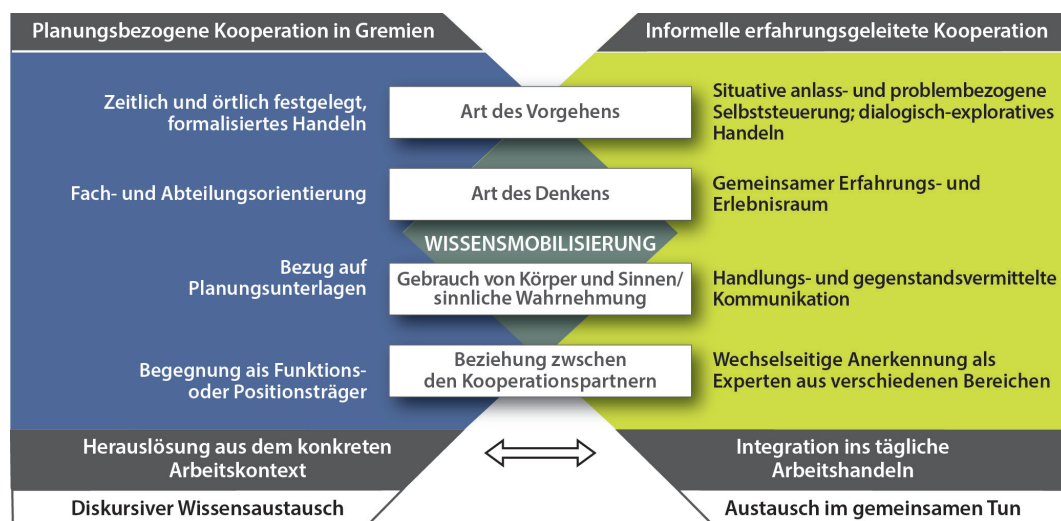 Planungsbezogene Kooperation in Gremien
Informelle erfahrungsgeleitete Kooperation
Zeitlich und örtlich festgelegt,
formalisiertes Handeln
Art des Vorgehens
Situative anlass- und problembezogene
Selbststeuerung; dialogisch-exploratives
Handeln
Fach- und Abteilungsorientierung
Art des Denkens
Gemeinsamer Erfahrungs- und
Erlebnisraum
WISSENSMOBILISIERUNG
Bezug auf
Planungsunterlagen
Gebrauch von Körper und Sinnen/
sinnliche Wahrnehmung
Handlungs- und gegenstandsvermittelte
Kommunikation
Begegnung ais Funktions-
oder Positionsträger
Beziehung zwschen
den Kooperationspartnern
Wechselseitige Anerkennung als
Experten aus verschiedenen Bereichen
Herauslösung aus dem konkreten
Arbeitskontext
Integration ins tägliche
Arbeitshandeln
Diskursiver Wissensaustausch
Austausch im gemeinsamen Tun